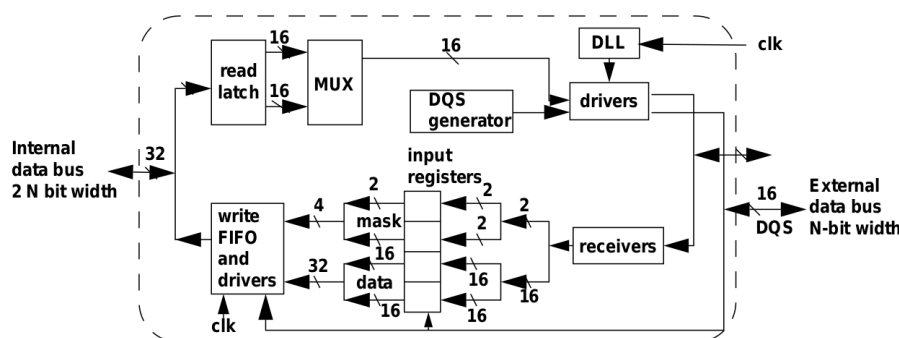 16
16
DLL
clk
read
latch
MUX
16
drivers
DQS
generator
Internal
data bus
2 N bit width
32
input
registers
2
2
2
4
mask
2
16
External
data bus
N-bit width
DQS
write
FIFO
and
drivers
receivers
32
16
data
16
16
16
16
clk